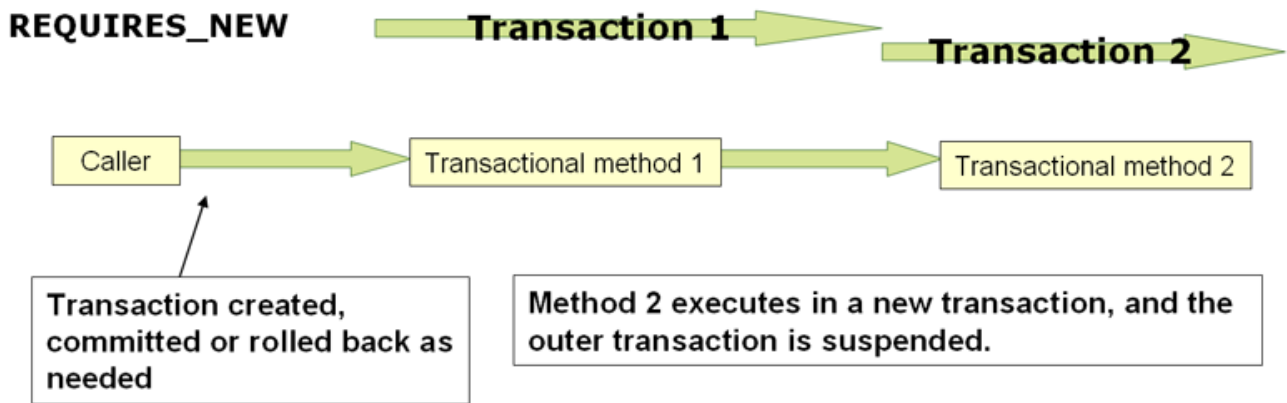 REQUIRES_NEW
Transaction 1
Transaction 2
Caller
Transactional method 1
Transactional method 2
Transaction created,
committed or rolled back as
needed
Method 2 executes in a new transaction, and the
outer transaction is suspended.